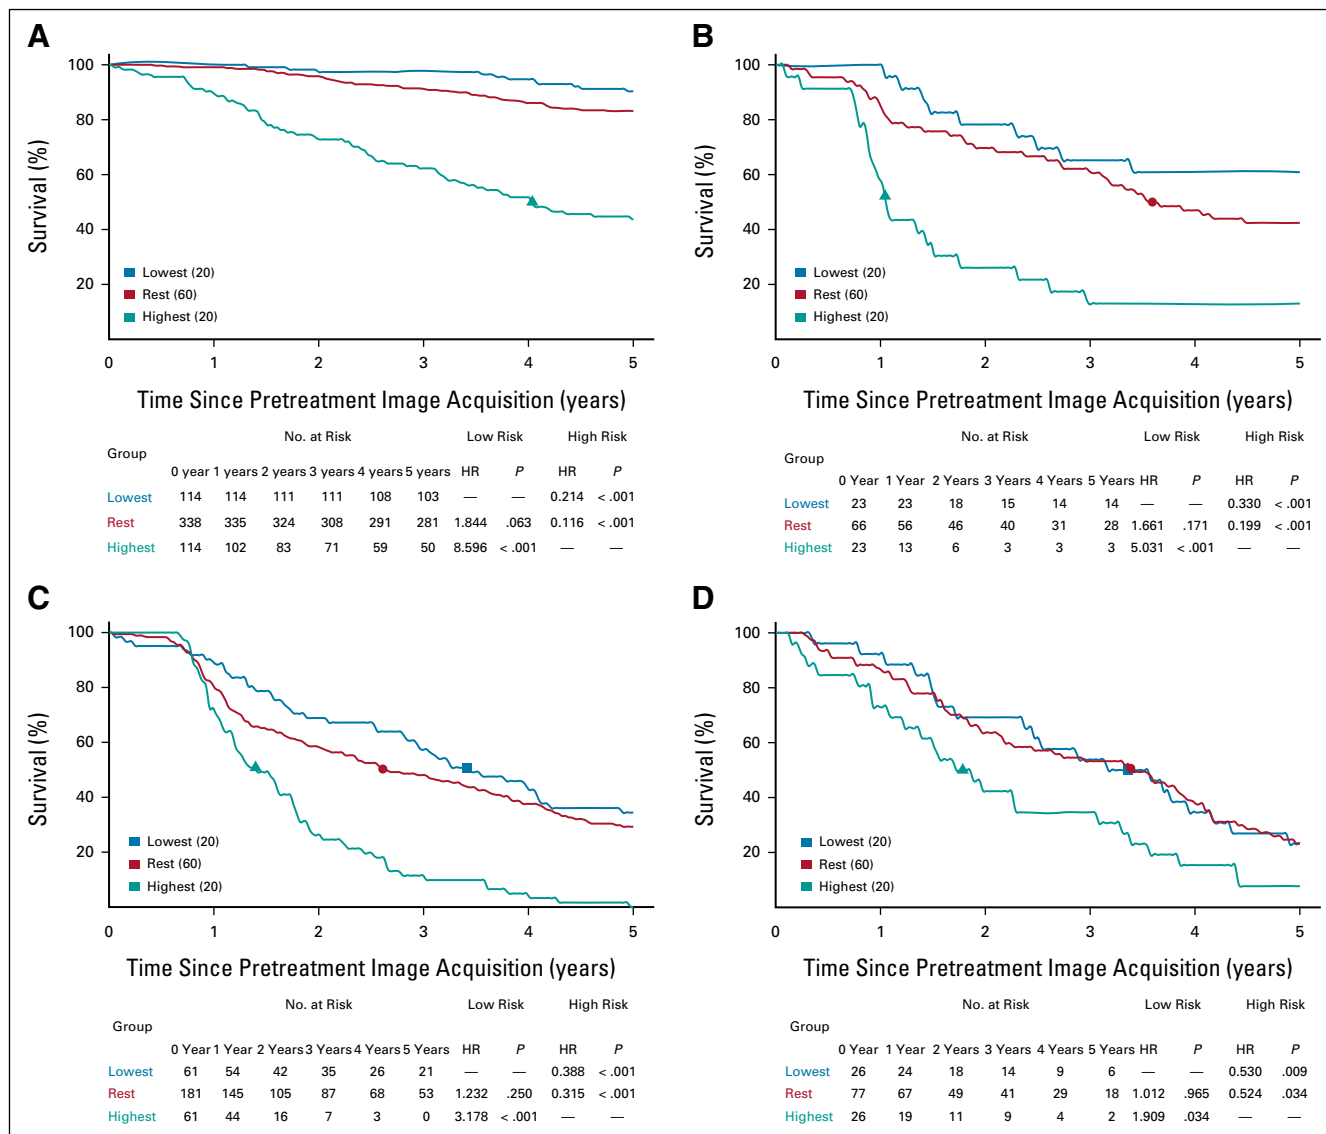 A
Survival (%)
100
80
60
40
20
Lowest (20)
Rest (60)
Highest (20)
0 1 2 3 4 5
Time Since Pretreatment Image Acquisition (years)
No. at Risk Low Risk High Risk
Group
0 year 1 years 2 years 3 years 4 years 5 years HR P HR P
Lowest 114 114 111 111 108 103 — — 0.214 < .001
Rest 338 335 324 308 291 281 1.844 .063 0.116 < .001
Highest 114 102 83 71 59 50 8.596 < .001 — —
B
Survival (%)
100
80
60
40
20
Lowest (20)
Rest (60)
Highest (20)
0 1 2 3 4 5
Time Since Pretreatment Image Acquisition (years)
No. at Risk Low Risk High Risk
Group
0 Year 1 Year 2 Years 3 Years 4 Years 5 Years HR P HR P
Lowest 23 23 18 15 14 14 — — 0.330 < .001
Rest 66 56 46 40 31 28 1.661 .171 0.199 < .001
Highest 23 13 6 3 3 3 5.031 < .001 — —
C
Survival (%)
100
80
60
40
20
Lowest (20)
Rest (60)
Highest (20)
0 1 2 3 4 5
Time Since Pretreatment Image Acquisition (years)
No. at Risk Low Risk High Risk
Group
0 Year 1 Year 2 Years 3 Years 4 Years 5 Years HR P HR P
Lowest 61 54 42 35 26 21 — — 0.388 < .001
Rest 181 145 105 87 68 53 1.232 .250 0.315 < .001
Highest 61 44 16 7 3 0 3.178 < .001 — —
D
Survival (%)
100
80
60
40
20
Lowest (20)
Rest (60)
Highest (20)
0 1 2 3 4 5
Time Since Pretreatment Image Acquisition (years)
No. at Risk Low Risk High Risk
Group
0 Year 1 Year 2 Years 3 Years 4 Years 5 Years HR P HR P
Lowest 26 24 18 14 9 6 — — 0.530 .009
Rest 77 67 49 41 29 18 1.012 .965 0.524 .034
Highest 26 19 11 9 4 2 1.909 .034 — —